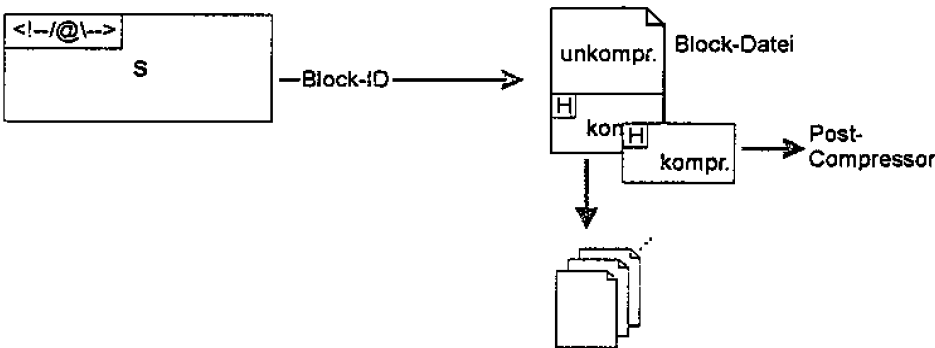 <!--/@\-->
S
Block-ID
unkompr.
Block-Datei
H
kom
H
kompr.
Post-
Compressor